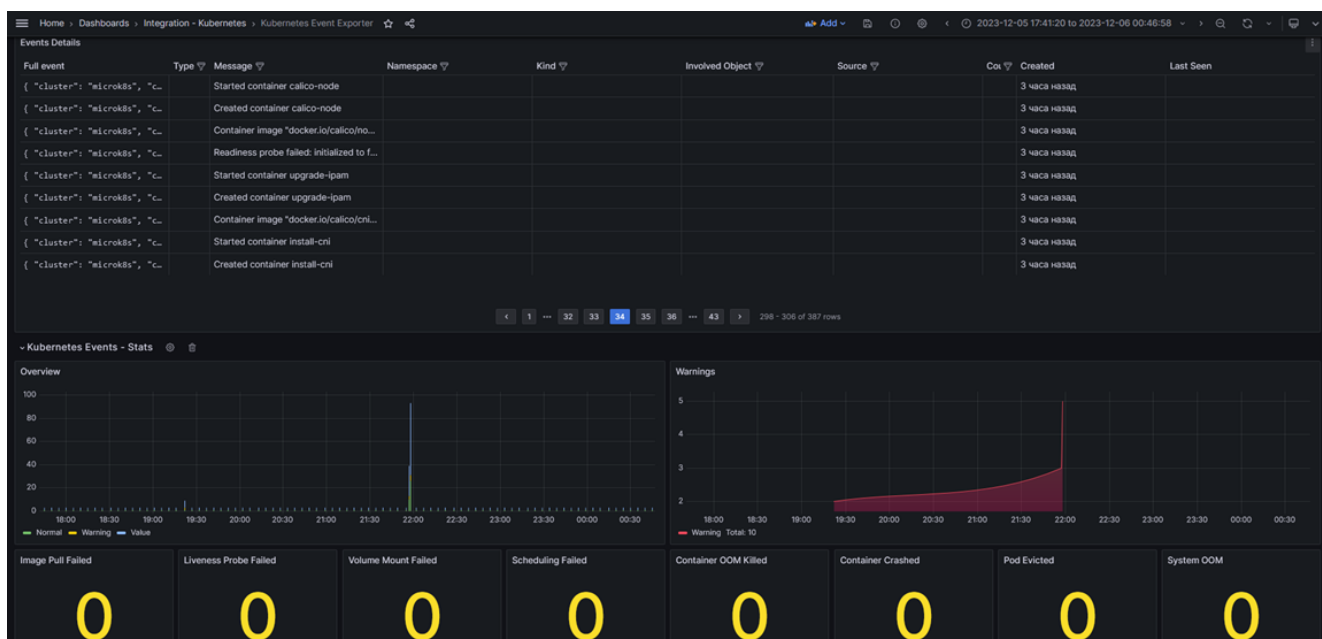 Home › Dashboards › Integration - Kubernetes › Kubernetes Event Exporter Add 2023-12-05 17:41:20 to 2023-12-06 00:46:58
Events Details
Full event Type Message Namespace Kind Involved Object Source Cou Created Last Seen
{ "cluster": "microk8s", "c… Started container calico-node 3 часа назад
{ "cluster": "microk8s", "c… Created container calico-node 3 часа назад
{ "cluster": "microk8s", "c… Container image "docker.io/calico/no... 3 часа назад
{ "cluster": "microk8s", "c… Readiness probe failed: initialized to f... 3 часа назад
{ "cluster": "microk8s", "c… Started container upgrade-ipam 3 часа назад
{ "cluster": "microk8s", "c… Created container upgrade-ipam 3 часа назад
{ "cluster": "microk8s", "c… Container image "docker.io/calico/cni... 3 часа назад
{ "cluster": "microk8s", "c… Started container install-cni 3 часа назад
{ "cluster": "microk8s", "c… Created container install-cni 3 часа назад
‹ 1 ··· 32 33 34 35 36 ··· 43 › 298 - 306 of 387 rows
Kubernetes Events - Stats
Overview
100
80
60
40
20
0
18:00 18:30 19:00 19:30 20:00 20:30 21:00 21:30 22:00 22:30 23:00 23:30 00:00 00:30
Normal Warning Value
Warnings
5
4
3
2
18:00 18:30 19:00 19:30 20:00 20:30 21:00 21:30 22:00 22:30 23:00 23:30 00:00 00:30
Warning Total: 10
Image Pull Failed Liveness Probe Failed Volume Mount Failed Scheduling Failed Container OOM Killed Container Crashed Pod Evicted System OOM
0 0 0 0 0 0 0 0